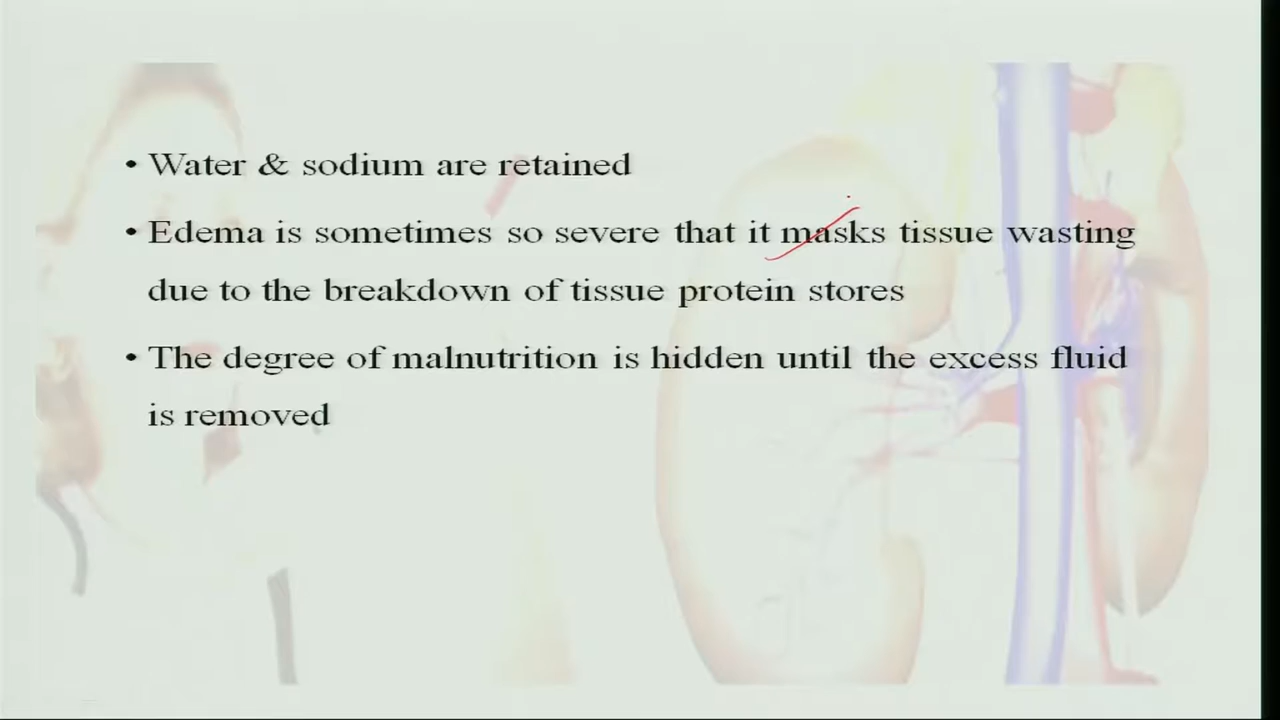 • Water & sodium are retained
• Edema is sometimes so severe that it masks tissue wasting
due to the breakdown of tissue protein stores
• The degree of malnutrition is hidden until the excess fluid
is removed